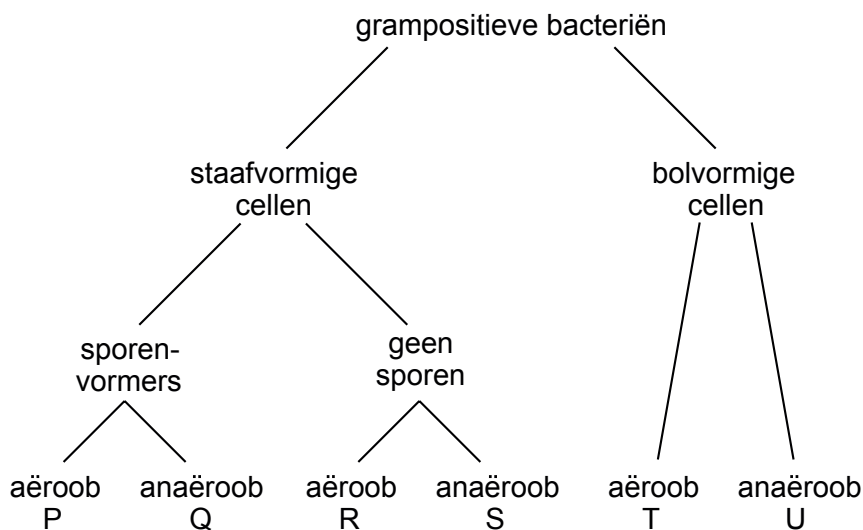 grampositieve bacteriën
staafvormige
cellen
bolvormige
cellen
sporen-
vormers
geen
sporen
aëroob
P
anaëroob
Q
aëroob
R
anaëroob
S
aëroob
T
anaëroob
U